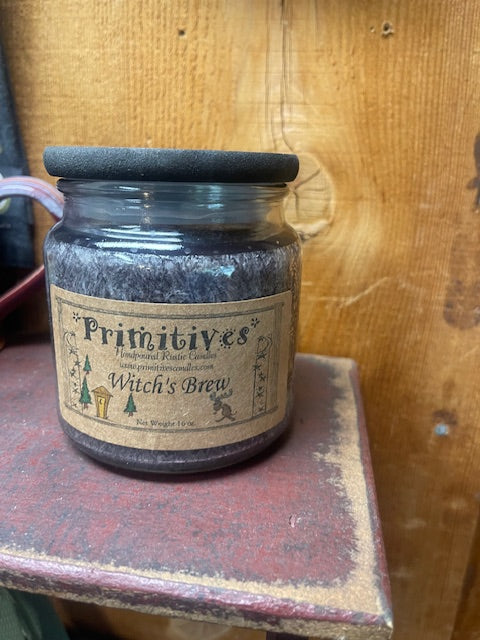 Primitives
Handpoured Rustic Candles
www.primitivescandles.com
Witch's Brew
Net Weight 16 oz.